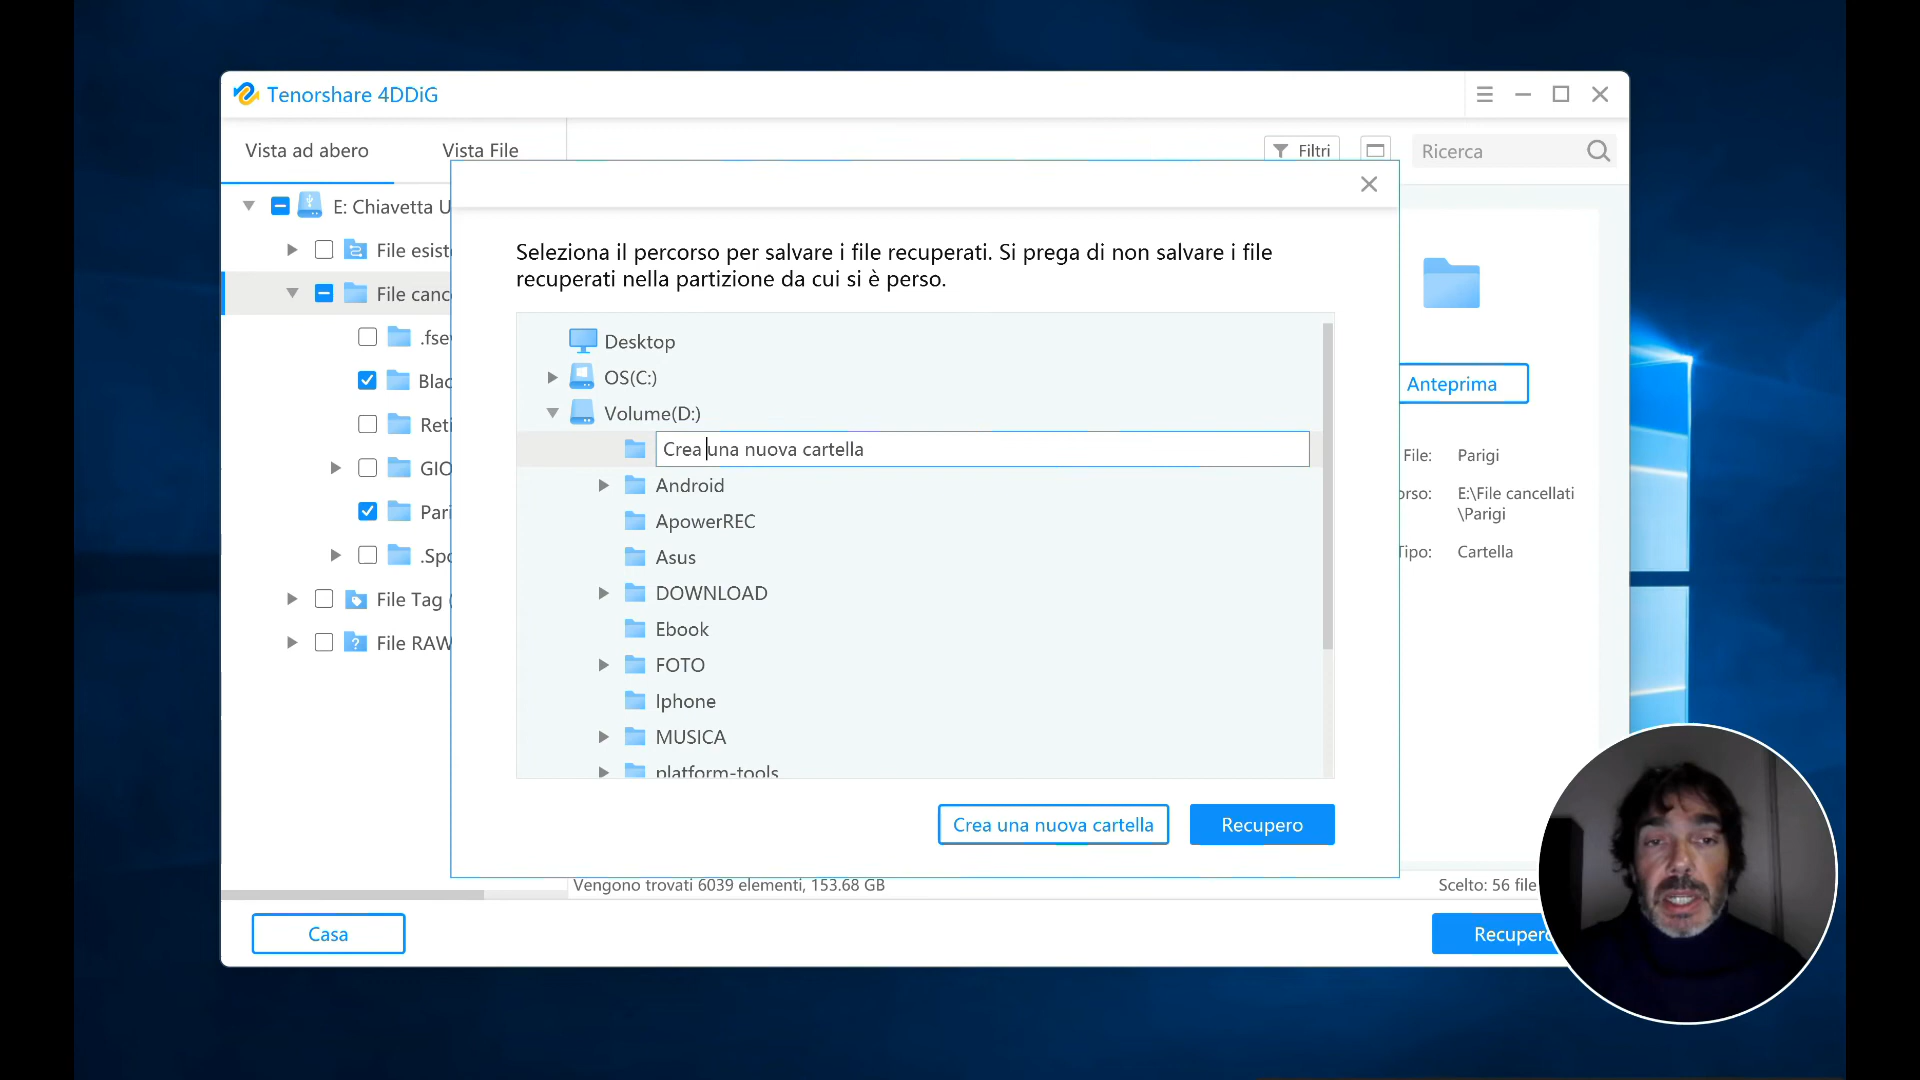 Tenorshare 4DDiG
Vista ad abero
Vista File
Filtri
Ricerca
E: Chiavetta U
File esist
File canc
.fse
Blac
Reti
GIO
Pari
.Spo
File Tag
File RAW
Seleziona il percorso per salvare i file recuperati. Si prega di non salvare i file
recuperati nella partizione da cui si è perso.
Desktop
OS(C:)
Volume(D:)
Crea una nuova cartella
Android
ApowerREC
Asus
DOWNLOAD
Ebook
FOTO
Iphone
MUSICA
platform-tools
Crea una nuova cartella
Recupero
Anteprima
File: Parigi
orso: E:\File cancellati
\Parigi
Tipo: Cartella
Vengono trovati 6039 elementi, 153.68 GB
Scelto: 56 file
Casa
Recupero